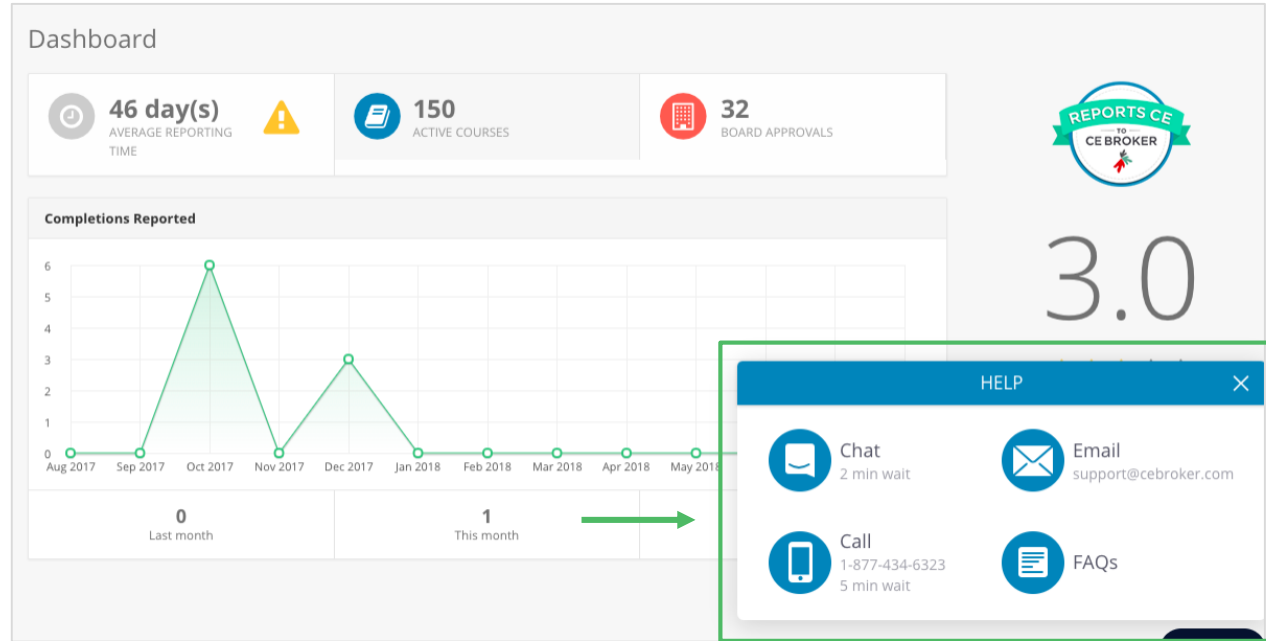 Dashboard
46 day(s)
AVERAGE REPORTING
TIME
150
ACTIVE COURSES
32
BOARD APPROVALS
REPORTS CE
TO
CE BROKER
3.0
Completions Reported
6
5
4
3
2
1
0
Aug 2017 Sep 2017 Oct 2017 Nov 2017 Dec 2017 Jan 2018 Feb 2018 Mar 2018 Apr 2018 May 2018
0
Last month
1
This month
HELP
Chat
2 min wait
Email
support@cebroker.com
Call
1-877-434-6323
5 min wait
FAQs